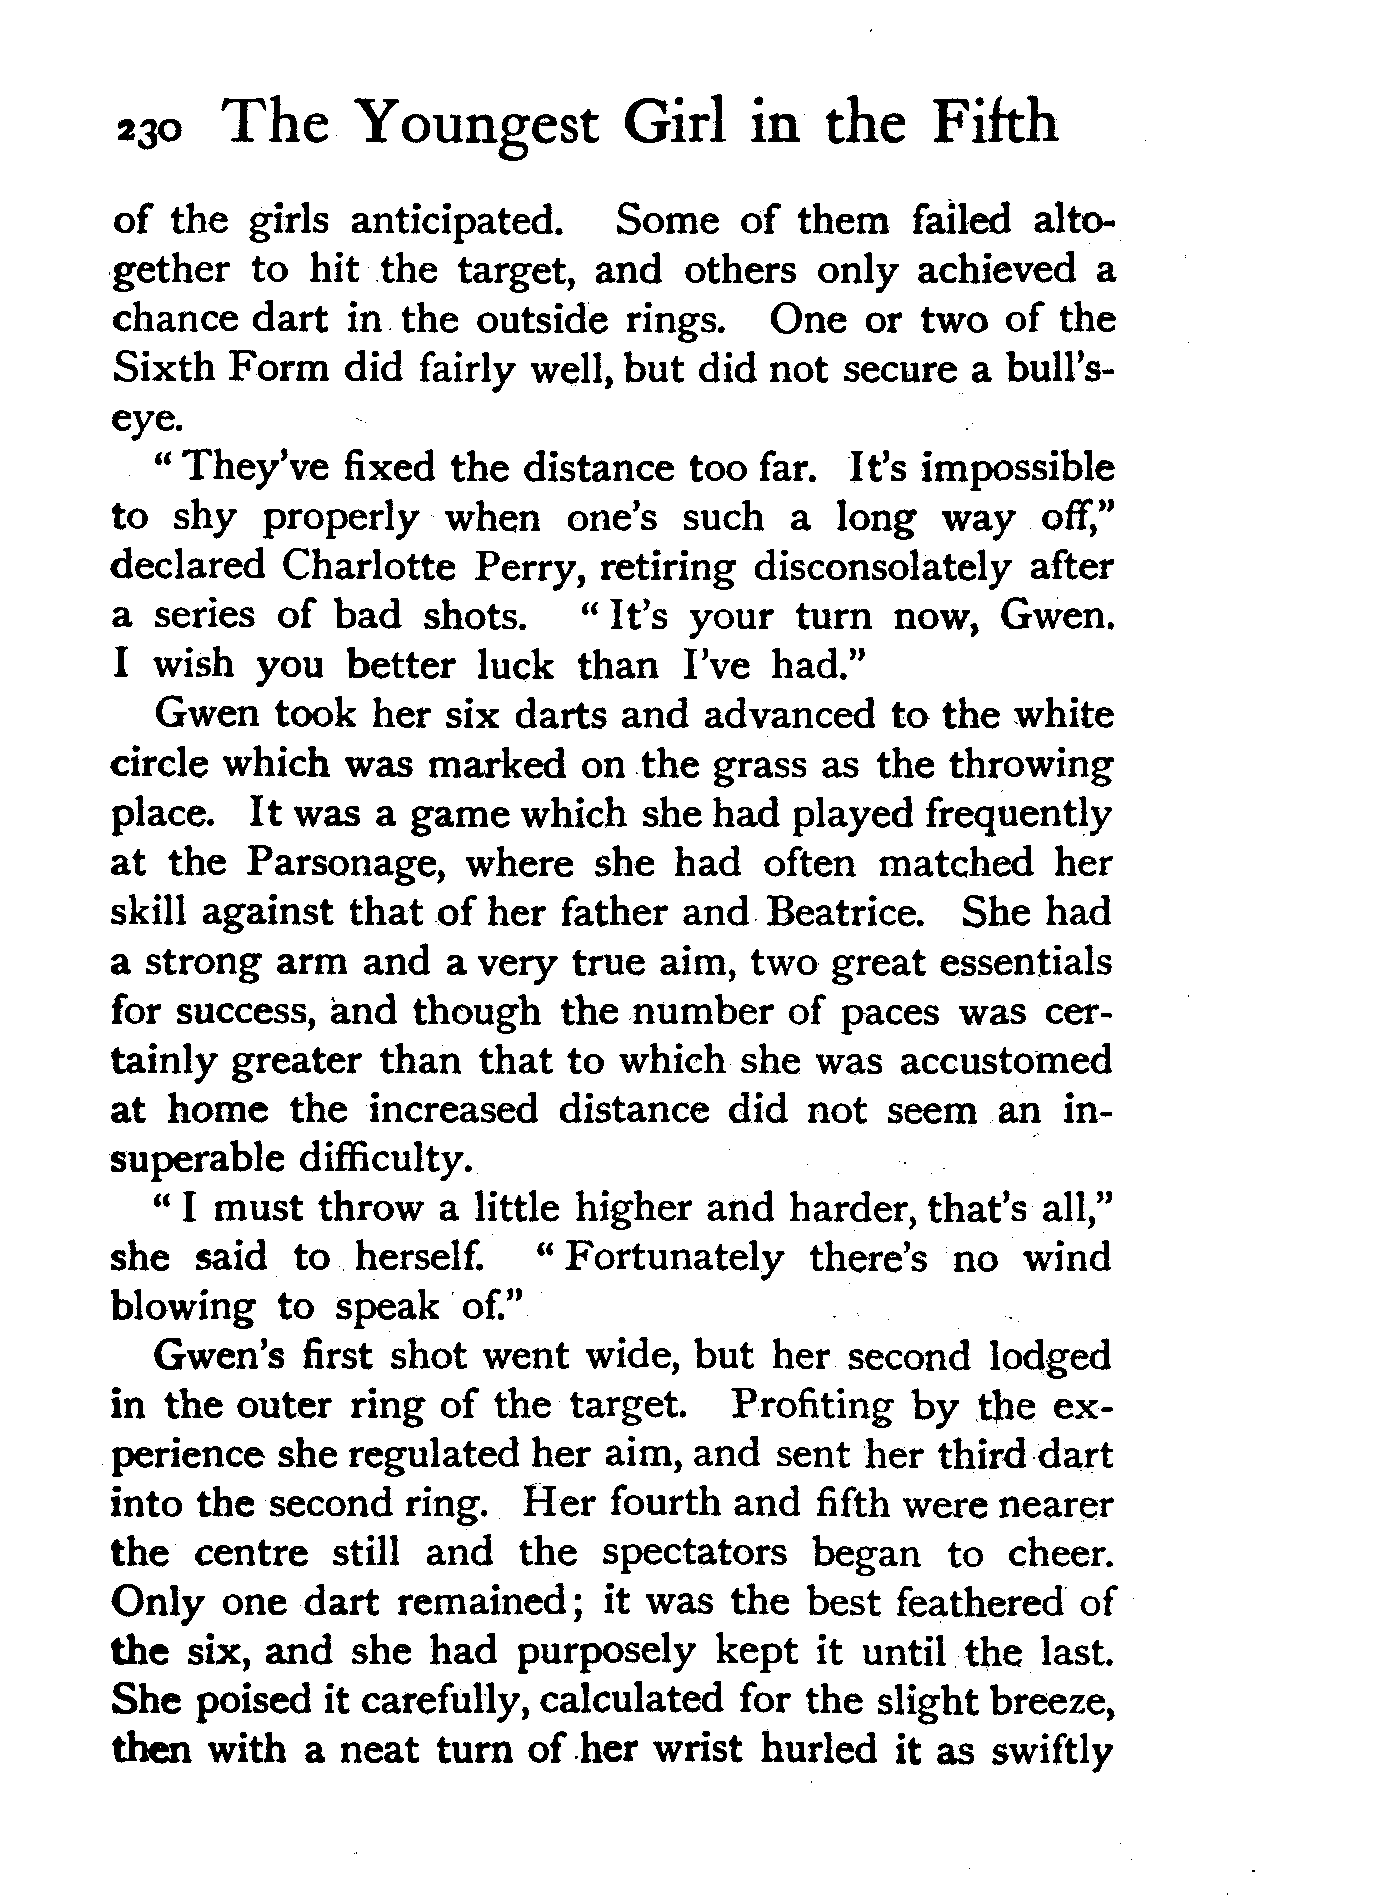 230 The Youngest Girl in the Fifth
of the girls anticipated. Some of them failed alto-
gether to hit the target, and others only achieved a
chance dart in the outside rings. One or two of the
Sixth Form did fairly well, but did not secure a bull's-
eye.
"They've fixed the distance too far. It's impossible
to shy properly when one's such a long way off,"
declared Charlotte Perry, retiring disconsolately after
a series of bad shots. "It's your turn now, Gwen.
I wish you better luck than I've had."
Gwen took her six darts and advanced to the white
circle which was marked on the grass as the throwing
place. It was a game which she had played frequently
at the Parsonage, where she had often matched her
skill against that of her father and Beatrice. She had
a strong arm and a very true aim, two great essentials
for success, and though the number of paces was cer-
tainly greater than that to which she was accustomed
at home the increased distance did not seem an in-
superable difficulty.
"I must throw a little higher and harder, that's all,"
she said to herself. "Fortunately there's no wind
blowing to speak of."
Gwen's first shot went wide, but her second lodged
in the outer ring of the target. Profiting by the ex-
perience she regulated her aim, and sent her third dart
into the second ring. Her fourth and fifth were nearer
the centre still and the spectators began to cheer.
Only one dart remained; it was the best feathered of
the six, and she had purposely kept it until the last.
She poised it carefully, calculated for the slight breeze,
then with a neat turn of her wrist hurled it as swiftly